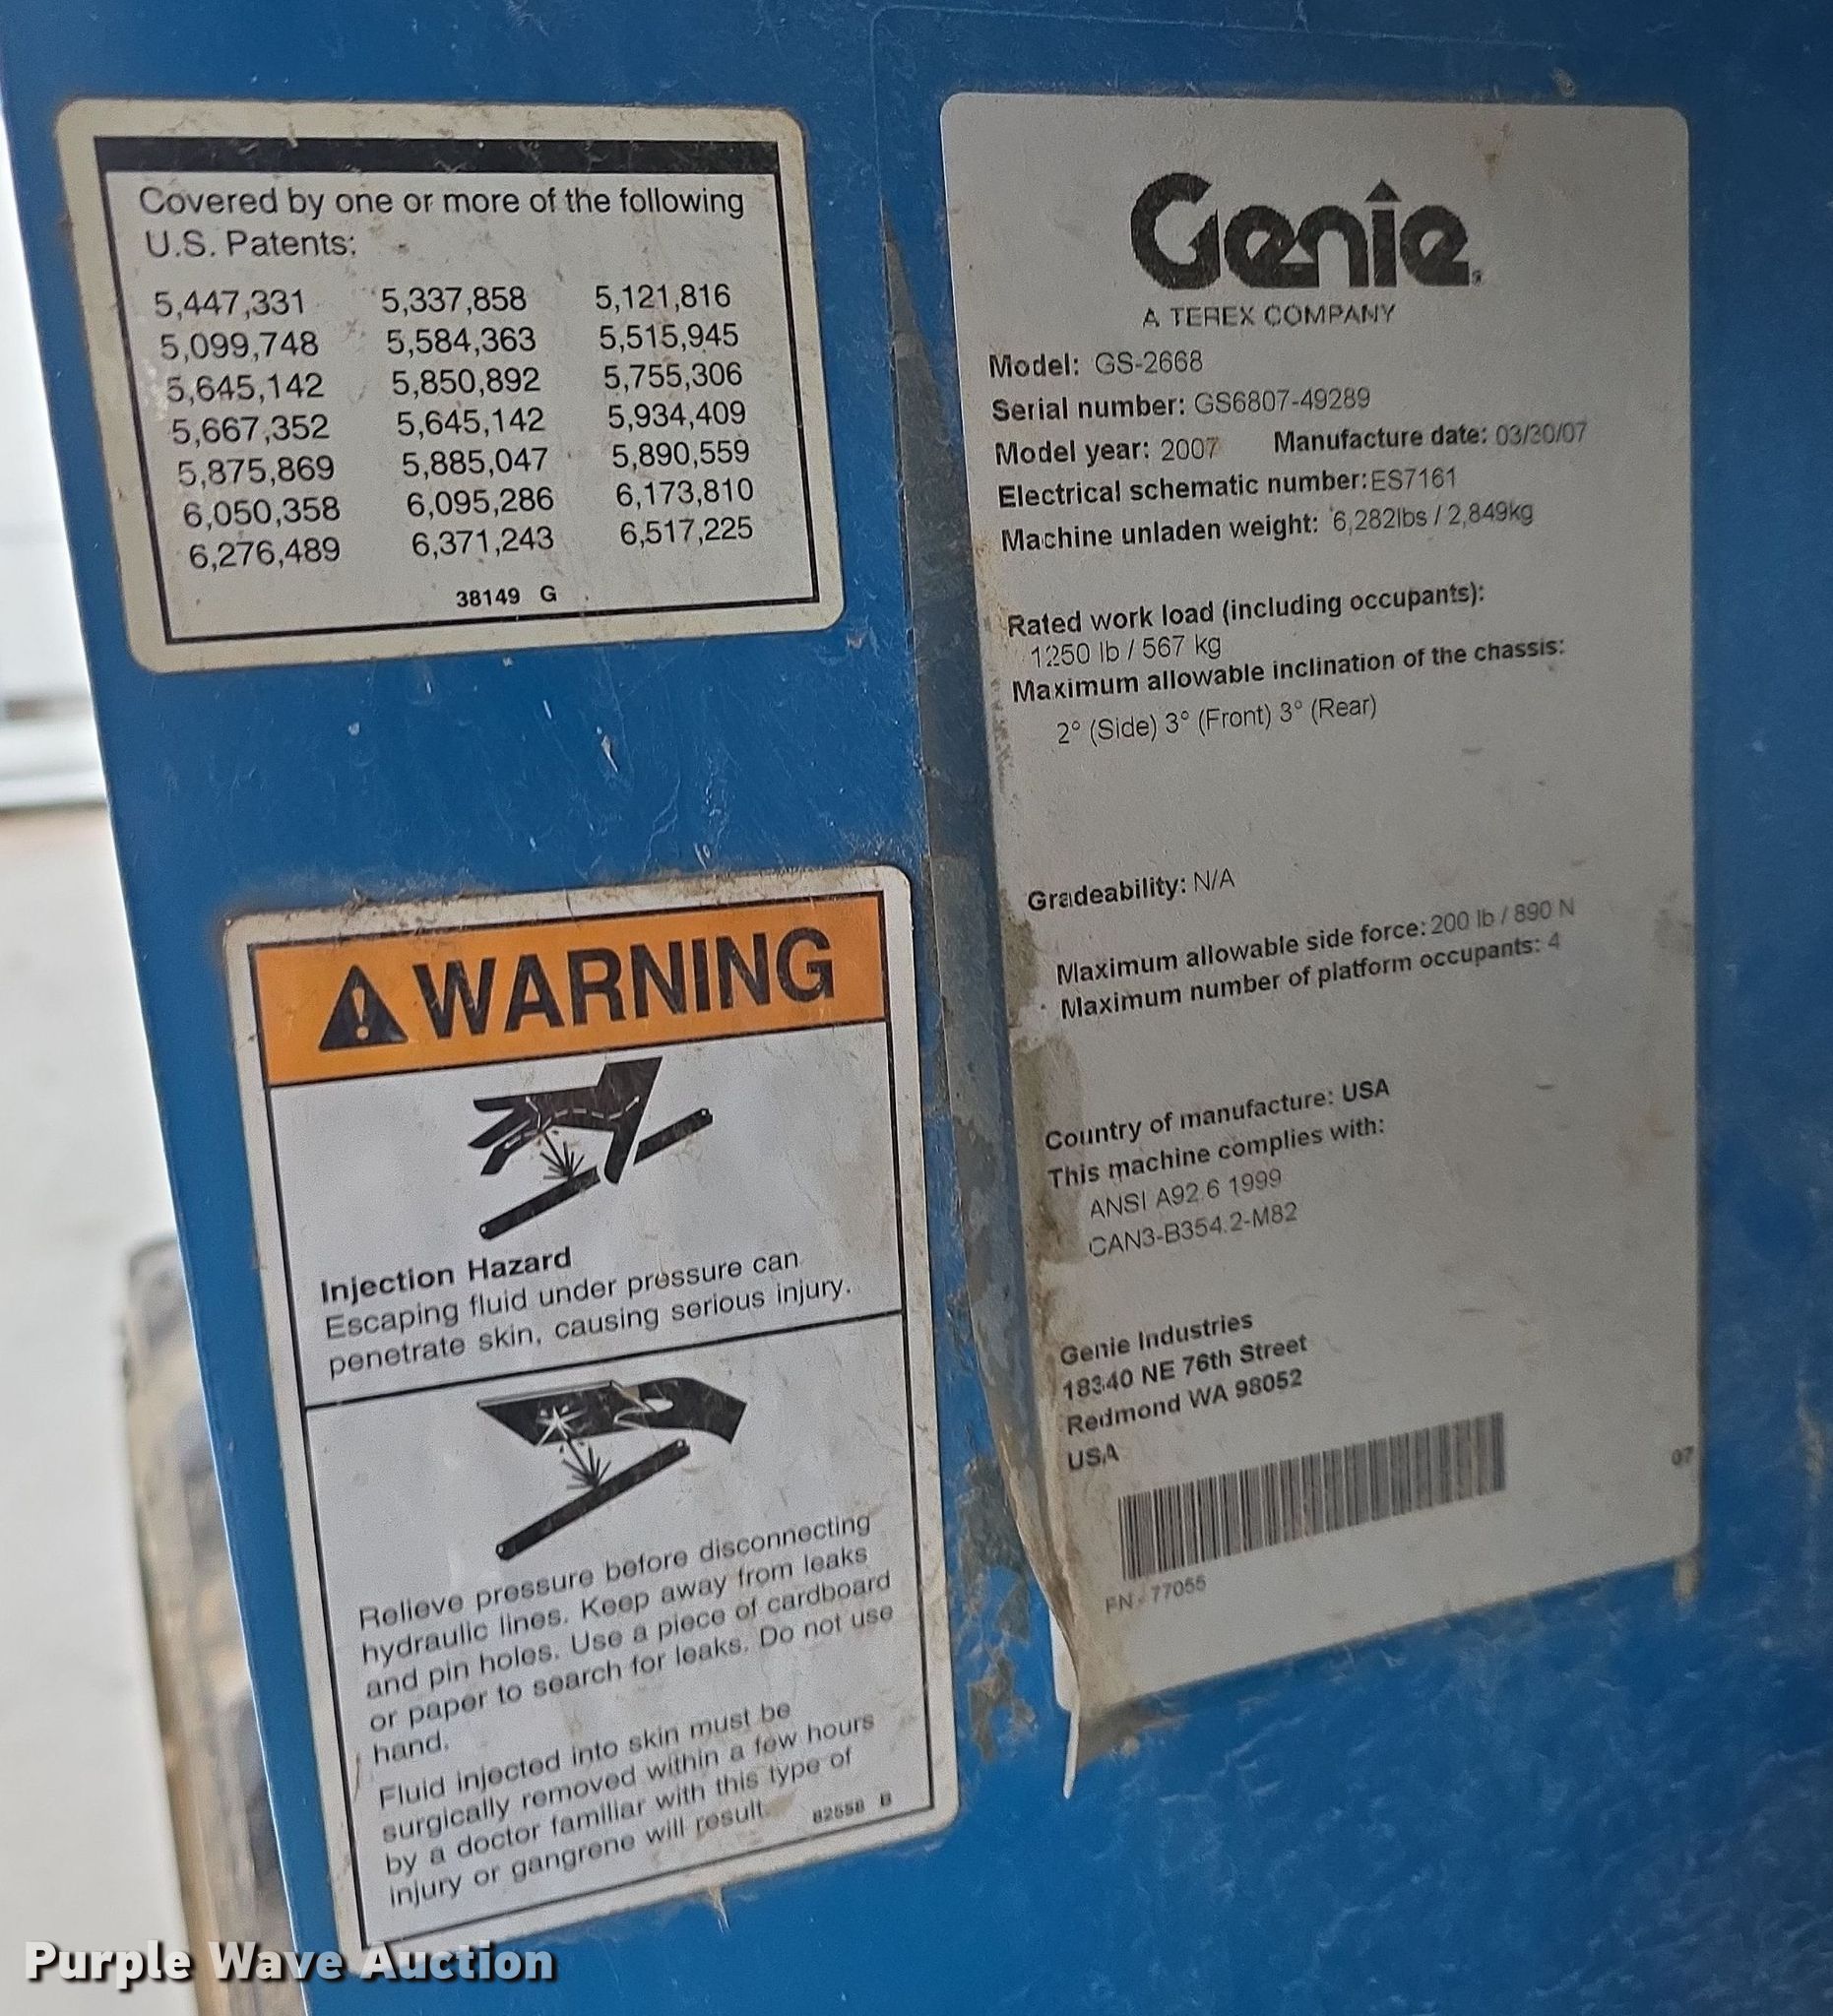 Covered by one or more of the following
U.S. Patents:
5,447,331 5,337,858 5,121,816
5,099,748 5,584,363 5,515,945
5,645,142 5,850,892 5,755,306
5,667,352 5,645,142 5,934,409
5,875,869 5,885,047 5,890,559
6,050,358 6,095,286 6,173,810
6,276,489 6,371,243 6,517,225
38149 G
WARNING
Injection Hazard
Escaping fluid under pressure can
penetrate skin, causing serious injury.
Relieve pressure before disconnecting
hydraulic lines. Keep away from leaks
and pin holes. Use a piece of cardboard
or paper to search for leaks. Do not use
hand.
Fluid injected into skin must be
surgically removed within a few hours
by a doctor familiar with this type of
injury or gangrene will result.
82558 B
Genie
A TEREX COMPANY
Model: GS-2668
Serial number: GS6807-49289
Model year: 2007 Manufacture date: 03/30/07
Electrical schematic number:ES7161
Machine unladen weight: 6,282lbs / 2,849kg
Rated work load (including occupants):
1250 lb / 567 kg
Maximum allowable inclination of the chassis:
2° (Side) 3° (Front) 3° (Rear)
Gradeability: N/A
Maximum allowable side force: 200 lb / 890 N
Maximum number of platform occupants: 4
Country of manufacture: USA
This machine complies with:
ANSI A92.6 1999
CAN3-B354.2-M82
Genie Industries
18340 NE 76th Street
Redmond WA 98052
USA
PN - 77055
07
Purple Wave Auction